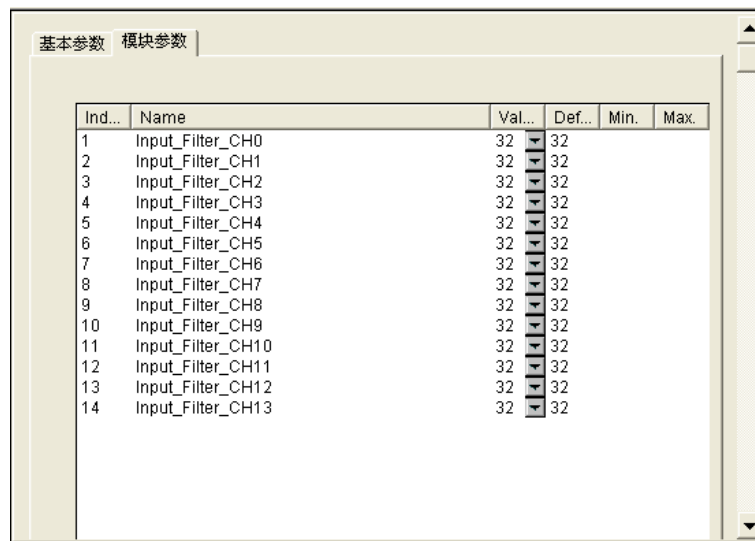 基本参数 模块参数
Ind... Name Val... Def... Min. Max.
1 Input_Filter_CH0 32 32
2 Input_Filter_CH1 32 32
3 Input_Filter_CH2 32 32
4 Input_Filter_CH3 32 32
5 Input_Filter_CH4 32 32
6 Input_Filter_CH5 32 32
7 Input_Filter_CH6 32 32
8 Input_Filter_CH7 32 32
9 Input_Filter_CH8 32 32
10 Input_Filter_CH9 32 32
11 Input_Filter_CH10 32 32
12 Input_Filter_CH11 32 32
13 Input_Filter_CH12 32 32
14 Input_Filter_CH13 32 32